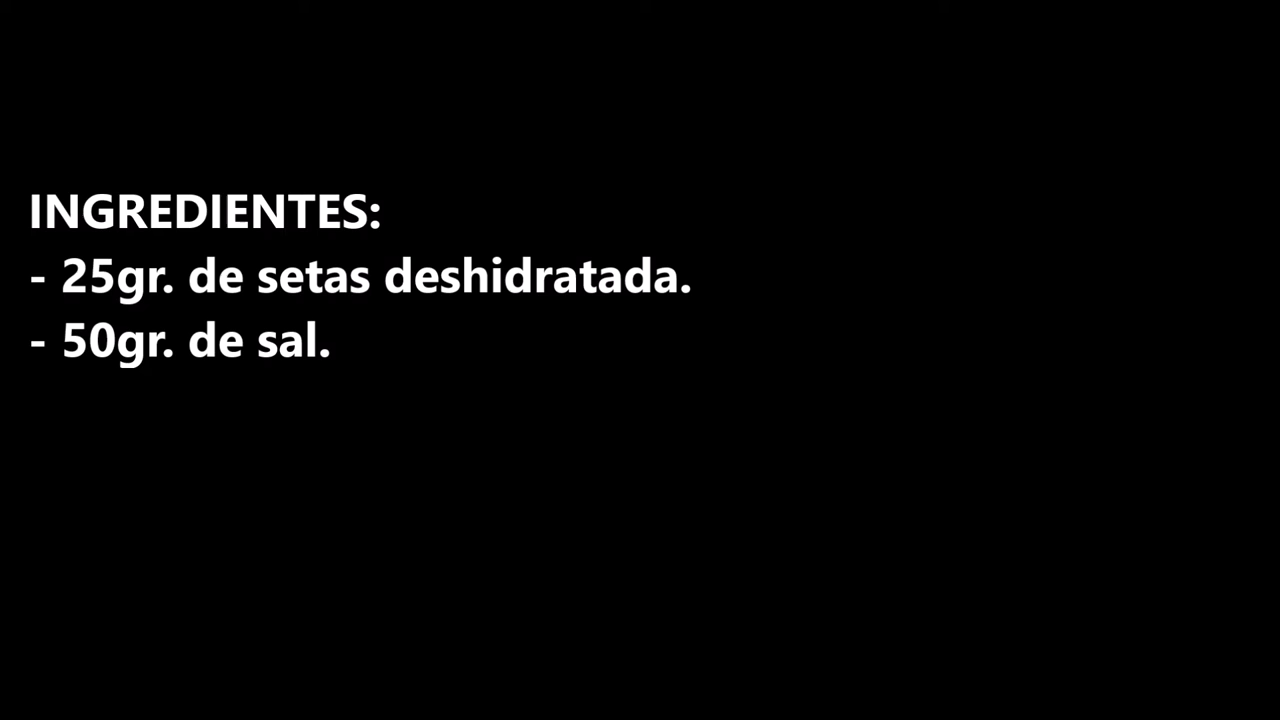 INGREDIENTES:
- 25gr. de setas deshidratada.
- 50gr. de sal.